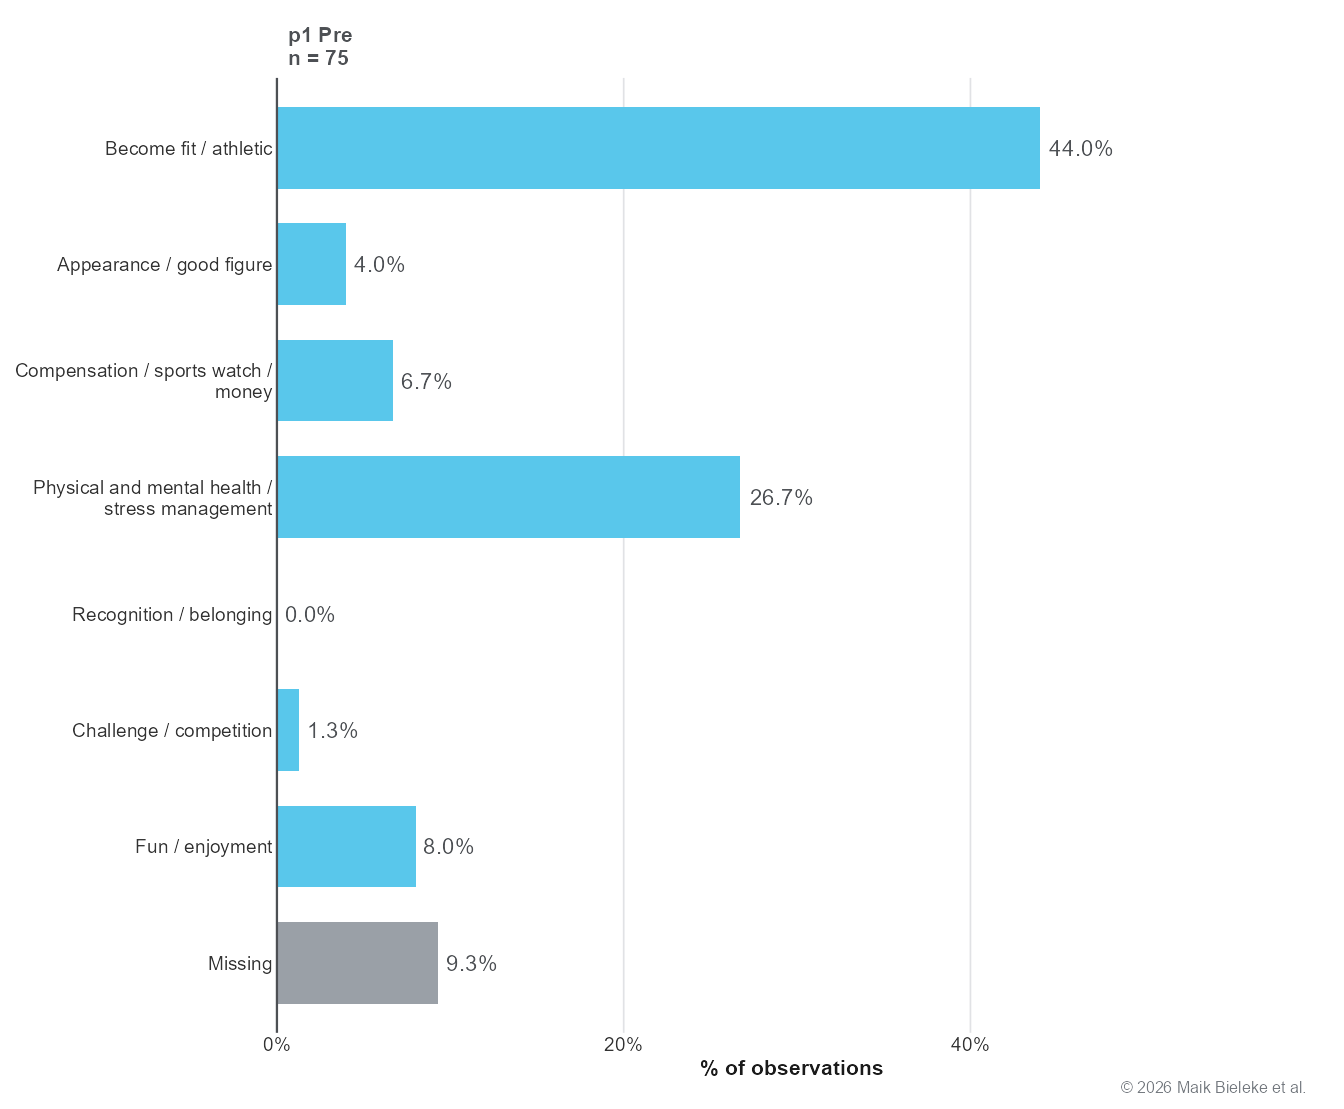 p1 Pre
n = 75
Become fit / athletic
44.0%
Appearance / good figure
4.0%
Compensation / sports watch /
money
6.7%
Physical and mental health /
stress management
26.7%
Recognition / belonging
0.0%
Challenge / competition
1.3%
Fun / enjoyment
8.0%
Missing
9.3%
0%
20%
40%
% of observations
© 2026 Maik Bieleke et al.